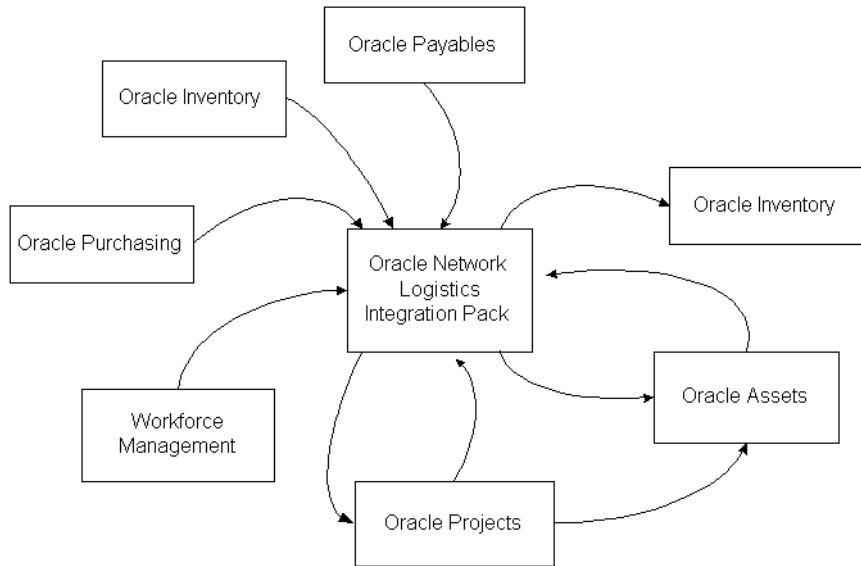 Oracle Payables
Oracle Inventory
Oracle Inventory
Oracle Purchasing
Oracle Network
Logistics
Integration Pack
Oracle Assets
Workforce
Management
Oracle Projects